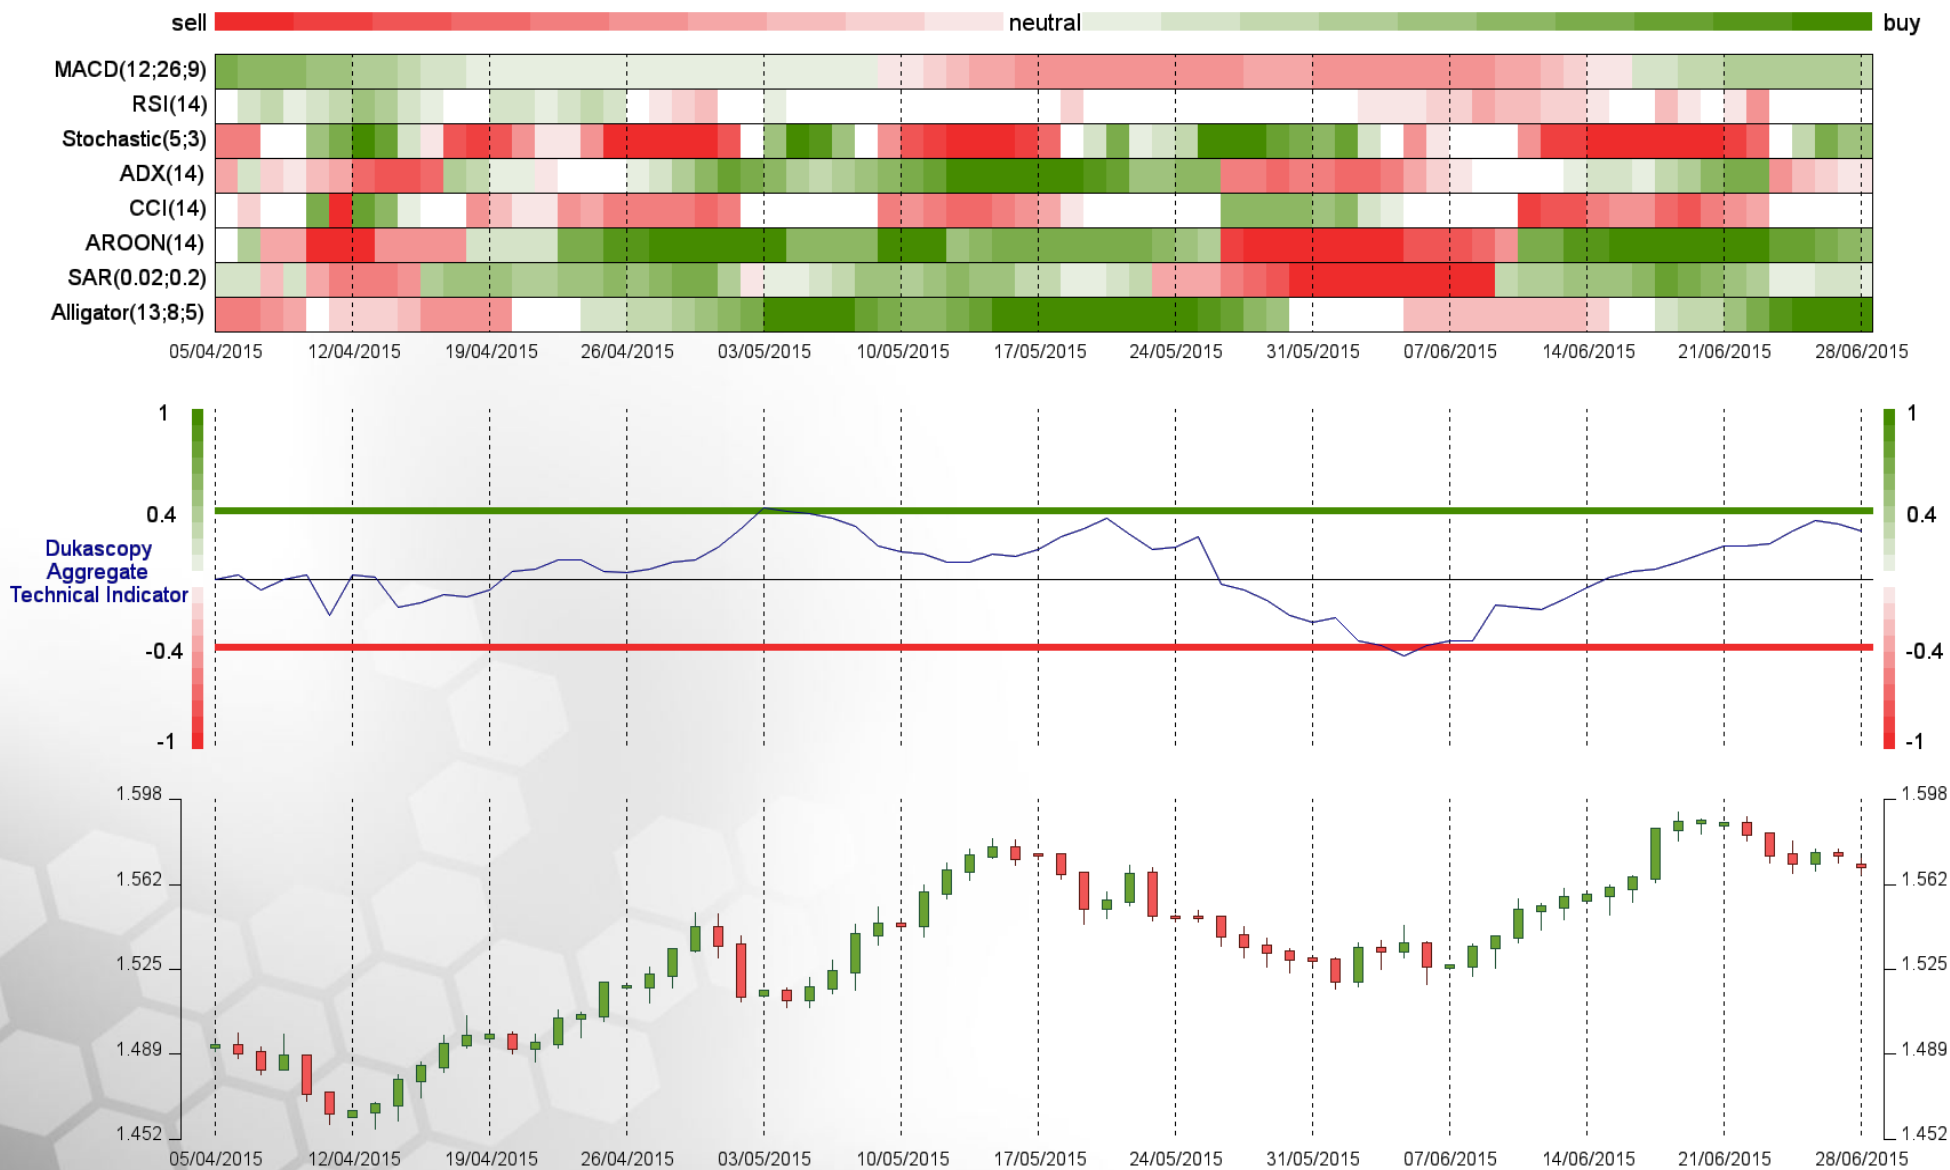 sell neutral buy
MACD(12;26;9)
RSI(14)
Stochastic(5;3)
ADX(14)
CCI(14)
AROON(14)
SAR(0.02;0.2)
Alligator(13;8;5)
05/04/2015 12/04/2015 19/04/2015 26/04/2015 03/05/2015 10/05/2015 17/05/2015 24/05/2015 31/05/2015 07/06/2015 14/06/2015 21/06/2015 28/06/2015
1 1
0.4 0.4
Dukascopy
Aggregate
Technical Indicator
-0.4 -0.4
-1 -1
1.598 1.598
1.562 1.562
1.525 1.525
1.489 1.489
1.452 1.452
05/04/2015 12/04/2015 19/04/2015 26/04/2015 03/05/2015 10/05/2015 17/05/2015 24/05/2015 31/05/2015 07/06/2015 14/06/2015 21/06/2015 28/06/2015